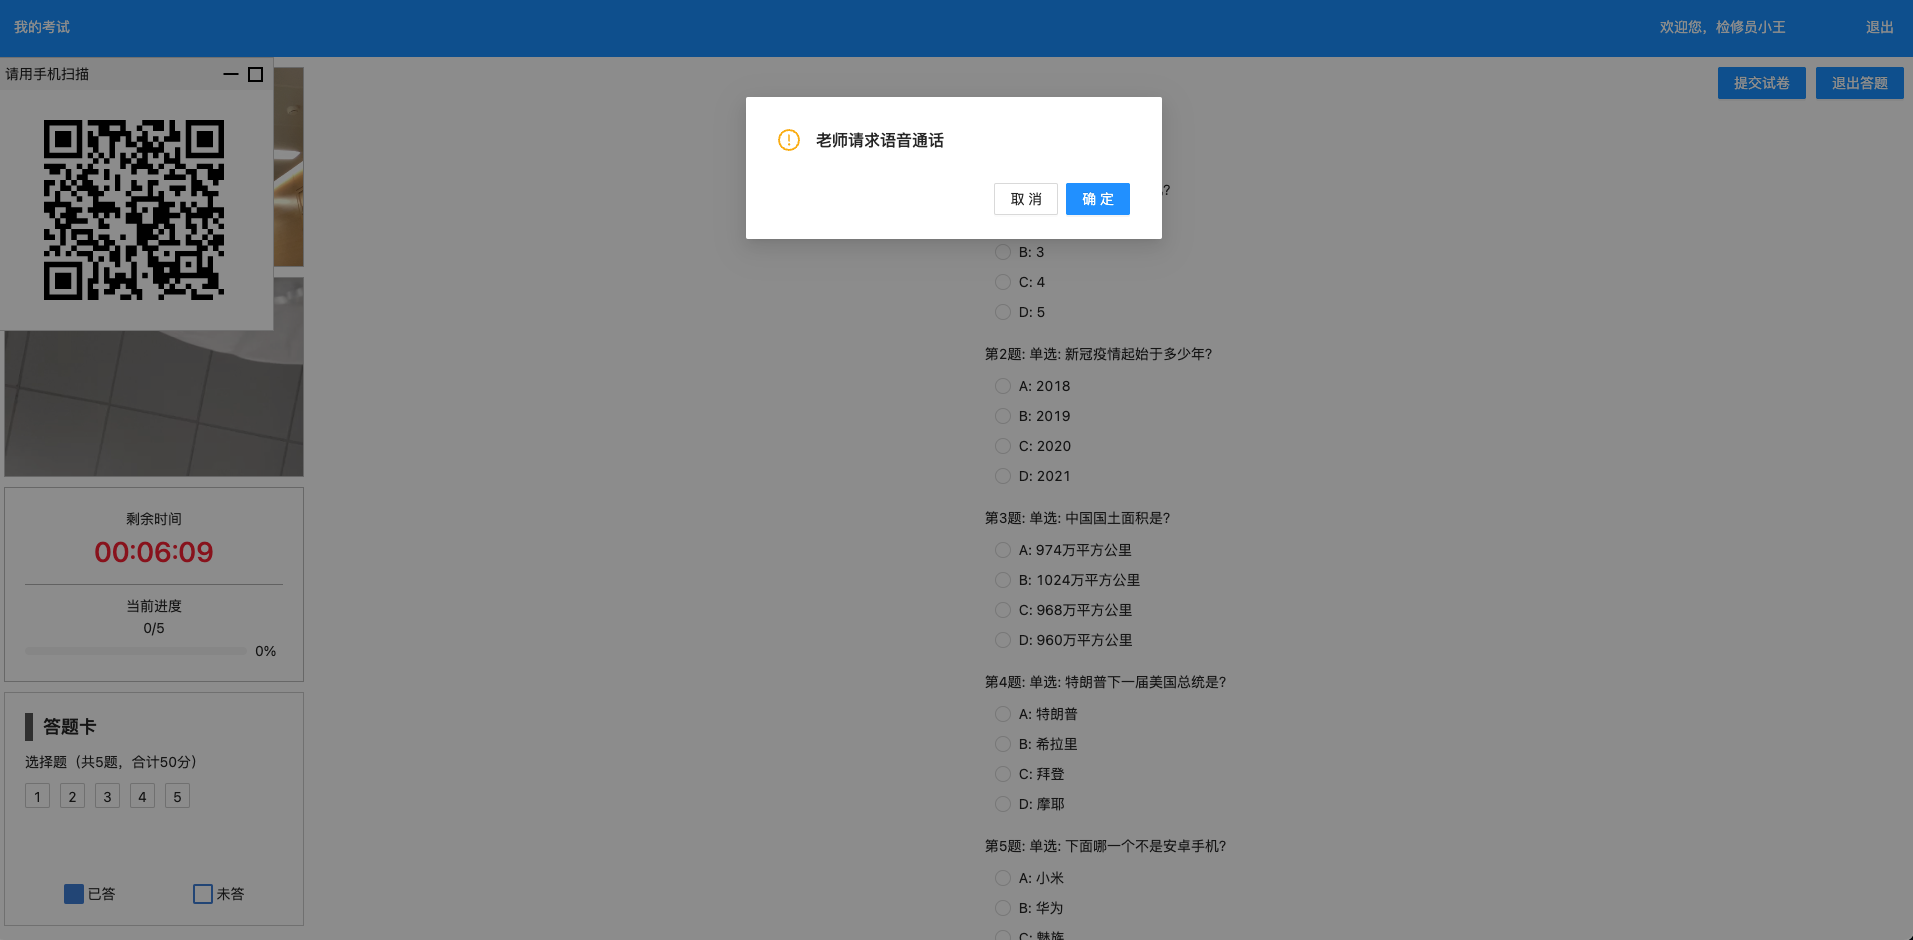 我的考试
欢迎您，检修员小王
退出
请用手机扫描
提交试卷
退出答题
老师请求语音通话
取 消
确 定
?
B: 3
C: 4
D: 5
第2题: 单选: 新冠疫情起始于多少年?
A: 2018
B: 2019
C: 2020
D: 2021
第3题: 单选: 中国国土面积是?
A: 974万平方公里
B: 1024万平方公里
C: 968万平方公里
D: 960万平方公里
第4题: 单选: 特朗普下一届美国总统是?
A: 特朗普
B: 希拉里
C: 拜登
D: 摩耶
第5题: 单选: 下面哪一个不是安卓手机?
A: 小米
B: 华为
C: 魅族
剩余时间
00:06:09
当前进度
0/5
0%
答题卡
选择题（共5题，合计50分）
1 2 3 4 5
已答
未答